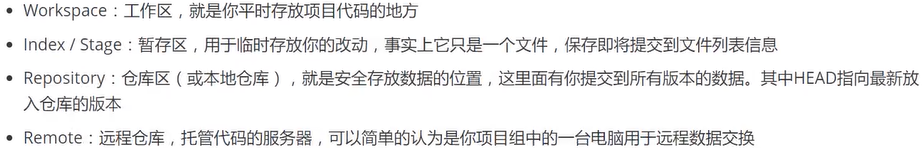 • Workspace：工作区，就是你平时存放项目代码的地方
• Index / Stage：暂存区，用于临时存放你的改动，事实上它只是一个文件，保存即将提交到文件列表信息
• Repository：仓库区（或本地仓库），就是安全存放数据的位置，这里面有你提交到所有版本的数据。其中HEAD指向最新放
入仓库的版本
• Remote：远程仓库，托管代码的服务器，可以简单的认为是你项目组中的一台电脑用于远程数据交换